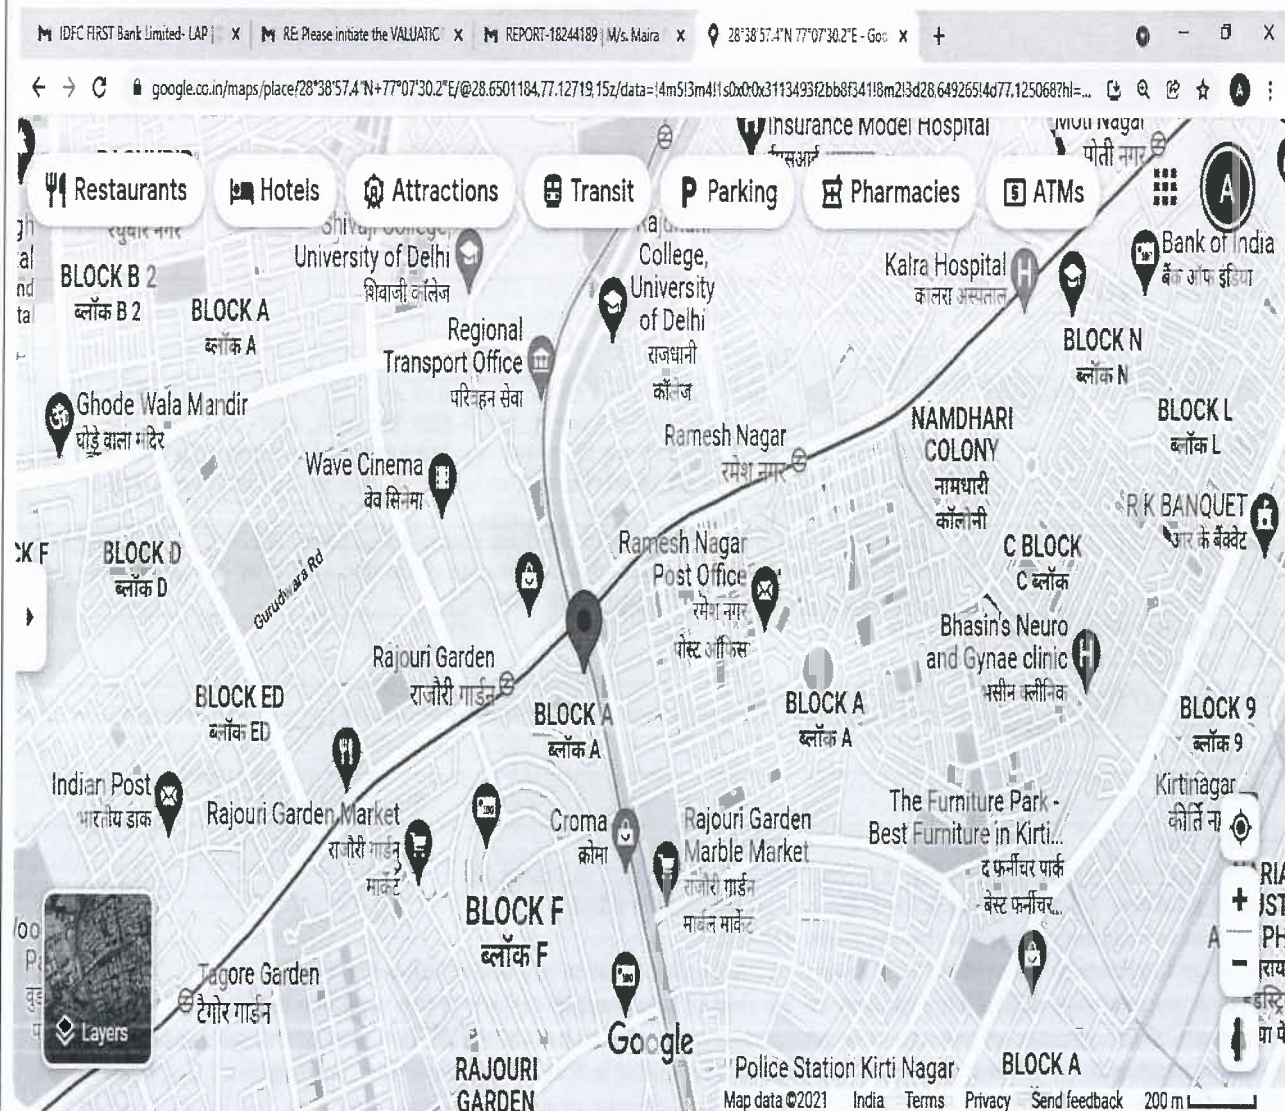 IDFC FIRST Bank Limited- LAP |
RE: Please initiate the VALUATIC
REPORT-18244189 | M/s. Maira
28°38'57.4"N 77°07'30.2"E - Goo
google.co.in/maps/place/28°38'57.4"N+77°07'30.2"E/@28.6501184,77.12719,15z/data=!4m5!3m4!1s0x0:0x3113493f2bb8f341!8m2!3d28.649265!4d77.125068?hl=...
A
Insurance Model Hospital
Moti Nagar
मोती नगर
Restaurants
Hotels
Attractions
Transit
Parking
Pharmacies
ATMs
A
रघुबीर नगर
Shivaji College,
University of Delhi
शिवाजी कॉलेज
Rajdhani
College,
University
of Delhi
राजधानी
कॉलेज
Kalra Hospital
कालरा अस्पताल
Bank of India
बैंक ऑफ इंडिया
BLOCK B 2
ब्लॉक B 2
BLOCK A
ब्लॉक A
Regional
Transport Office
परिवहन सेवा
BLOCK N
ब्लॉक N
Ghode Wala Mandir
घोड़े वाला मंदिर
Ramesh Nagar
रमेश नगर
NAMDHARI
COLONY
नामधारी
कॉलोनी
BLOCK L
ब्लॉक L
Wave Cinema
वेव सिनेमा
R K BANQUET
आर के बैंक्वेट
CK F
BLOCK D
ब्लॉक D
Gurudwara Rd
Ramesh Nagar
Post Office
रमेश नगर
पोस्ट ऑफिस
C BLOCK
C ब्लॉक
Bhasin's Neuro
and Gynae clinic
भसीन क्लीनिक
Rajouri Garden
राजौरी गार्डन
BLOCK ED
ब्लॉक ED
BLOCK A
ब्लॉक A
BLOCK A
ब्लॉक A
BLOCK 9
ब्लॉक 9
Indian Post
भारतीय डाक
Rajouri Garden Market
राजौरी गार्डन
मार्केट
Croma
क्रोमा
Rajouri Garden
Marble Market
राजौरी गार्डन
मार्बल मार्केट
The Furniture Park -
Best Furniture in Kirti...
द फर्नीचर पार्क
- बेस्ट फर्नीचर...
Kirtinagar
कीर्ति न
BLOCK F
ब्लॉक F
Tagore Garden
टैगोर गार्डन
Layers
Google
RAJOURI
GARDEN
Police Station Kirti Nagar
BLOCK A
Map data ©2021 India Terms Privacy Send feedback 200 m